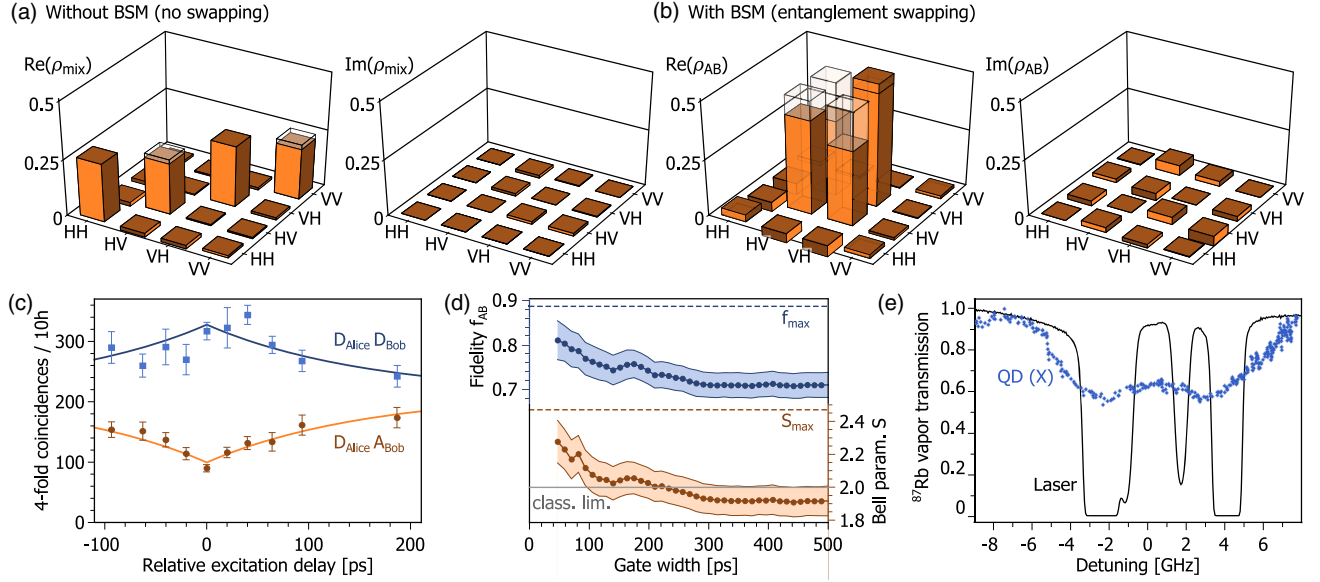 (a) Without BSM (no swapping)
Re(ρmix)
0.5
0.25
0
HH
HV
VH
VV
HH
HV
VH
VV
Im(ρmix)
0.5
0.25
0
HH
HV
VH
VV
HH
HV
VH
VV
(b) With BSM (entanglement swapping)
Re(ρAB)
0.5
0.25
0
HH
HV
VH
VV
HH
HV
VH
VV
Im(ρAB)
0.5
0.25
0
HH
HV
VH
VV
HH
HV
VH
VV
(c)
4-fold coincidences / 10h
300
200
100
0
DAlice DBob
DAlice ABob
-100 0 100 200
Relative excitation delay [ps]
(d)
Fidelity fAB
0.9
0.8
0.7
fmax
Smax
class. lim.
2.4
2.2
2.0
1.8
Bell param. S
0 100 200 300 400 500
Gate width [ps]
(e)
87Rb vapor transmission
1.0
0.8
0.6
0.4
0.2
0
QD (X)
Laser
-8 -6 -4 -2 0 2 4 6
Detuning [GHz]